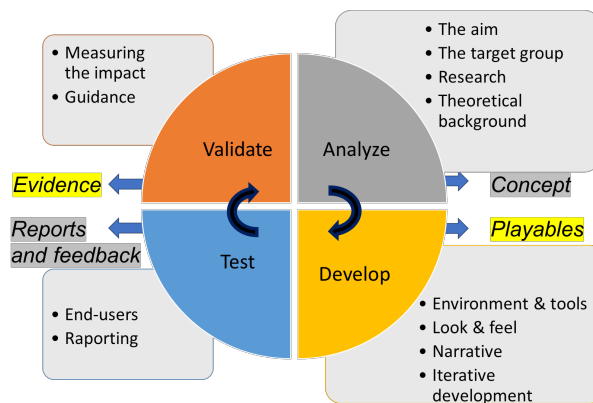 • Measuring
the impact
• Guidance
• The aim
• The target group
• Research
• Theoretical
background
Validate
Analyze
Evidence
Concept
Reports
and feedback
Playables
Test
Develop
• End-users
• Raporting
• Environment & tools
• Look & feel
• Narrative
• Iterative
development